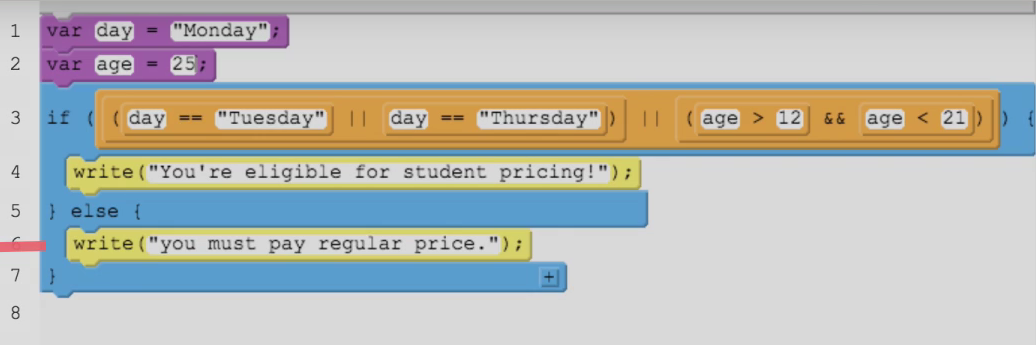 1 var day = "Monday";
2 var age = 25;
3 if ( ( day == "Tuesday" || day == "Thursday" ) || ( age > 12 && age < 21 ) ) {
4 write("You're eligible for student pricing!");
5 } else {
6 write("you must pay regular price.");
7 } +
8